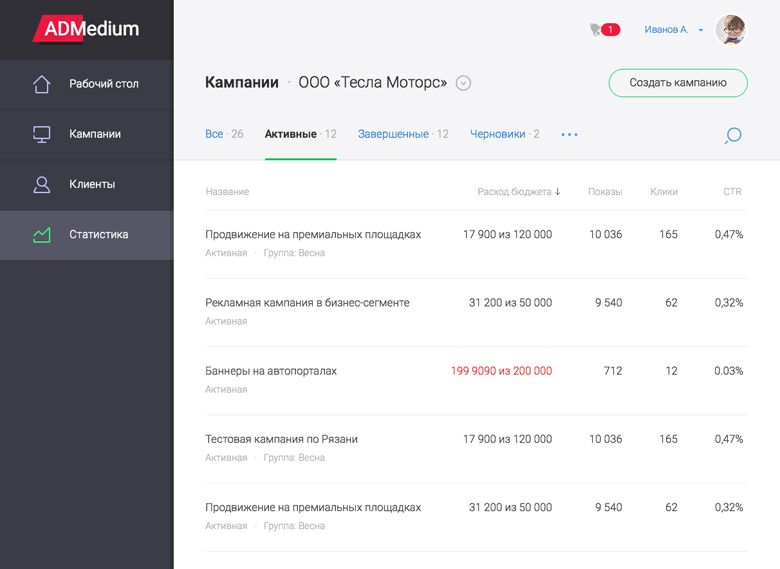 ADMedium
1
Иванов А.
Рабочий стол
Кампании
Клиенты
Статистика
Кампании · ООО «Тесла Моторс»
Создать кампанию
Все · 26 Активные · 12 Завершенные · 12 Черновики · 2
Название Расход бюджета ↓ Показы Клики CTR
Продвижение на премиальных площадках 17 900 из 120 000 10 036 165 0,47%
Активная · Группа: Весна
Рекламная кампания в бизнес-сегменте 31 200 из 50 000 9 540 62 0,32%
Активная
Баннеры на автопорталах 199 9090 из 200 000 712 12 0.03%
Активная
Тестовая кампания по Рязани 17 900 из 120 000 10 036 165 0,47%
Активная · Группа: Весна
Продвижение на премиальных площадках 31 200 из 50 000 9 540 62 0,32%
Активная · Группа: Весна